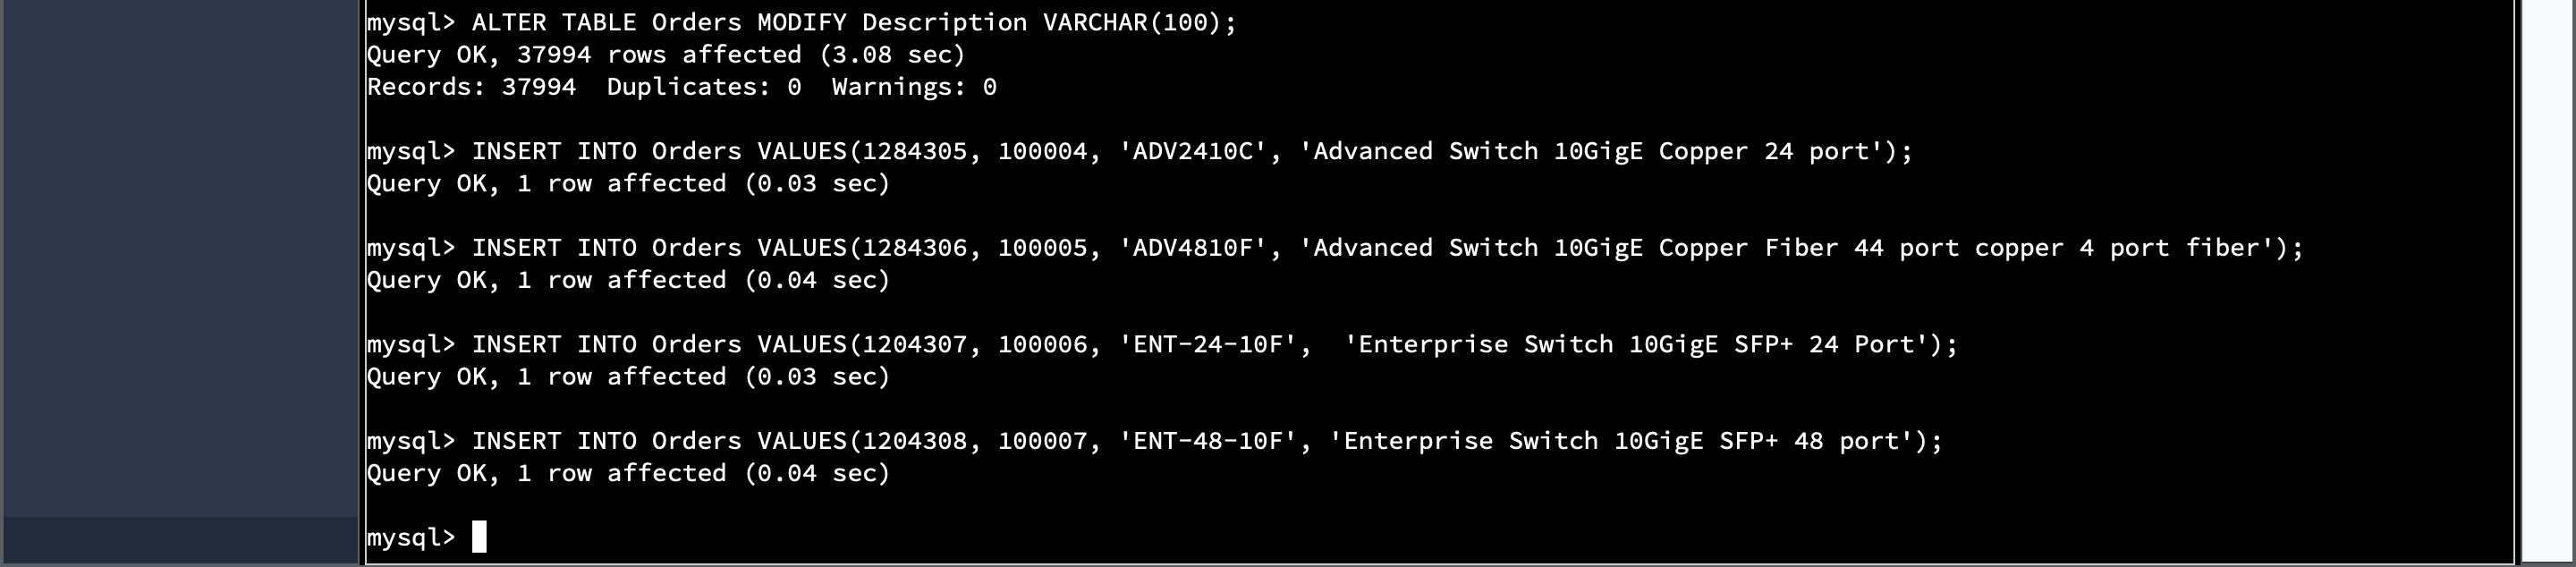 mysql> ALTER TABLE Orders MODIFY Description VARCHAR(100);
Query OK, 37994 rows affected (3.08 sec)
Records: 37994  Duplicates: 0  Warnings: 0
mysql> INSERT INTO Orders VALUES(1284305, 100004, 'ADV2410C', 'Advanced Switch 10GigE Copper 24 port');
Query OK, 1 row affected (0.03 sec)
mysql> INSERT INTO Orders VALUES(1284306, 100005, 'ADV4810F', 'Advanced Switch 10GigE Copper Fiber 44 port copper 4 port fiber');
Query OK, 1 row affected (0.04 sec)
mysql> INSERT INTO Orders VALUES(1204307, 100006, 'ENT-24-10F',  'Enterprise Switch 10GigE SFP+ 24 Port');
Query OK, 1 row affected (0.03 sec)
mysql> INSERT INTO Orders VALUES(1204308, 100007, 'ENT-48-10F', 'Enterprise Switch 10GigE SFP+ 48 port');
Query OK, 1 row affected (0.04 sec)
mysql>